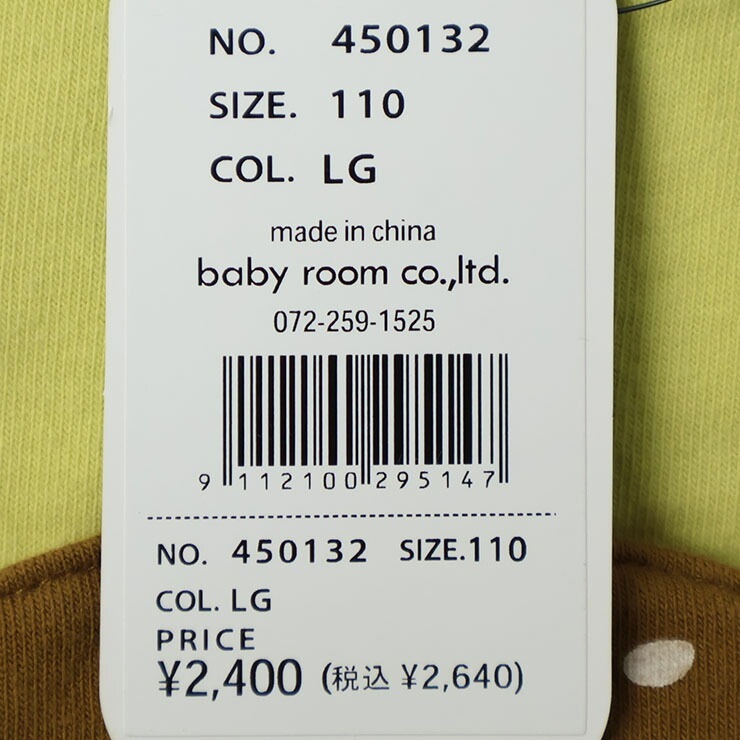 NO. 450132
SIZE. 110
COL. LG
made in china
baby room co.,ltd.
072-259-1525
9 112100 295147
NO. 450132 SIZE.110
COL. LG
PRICE
¥2,400 (税込 ¥2,640)